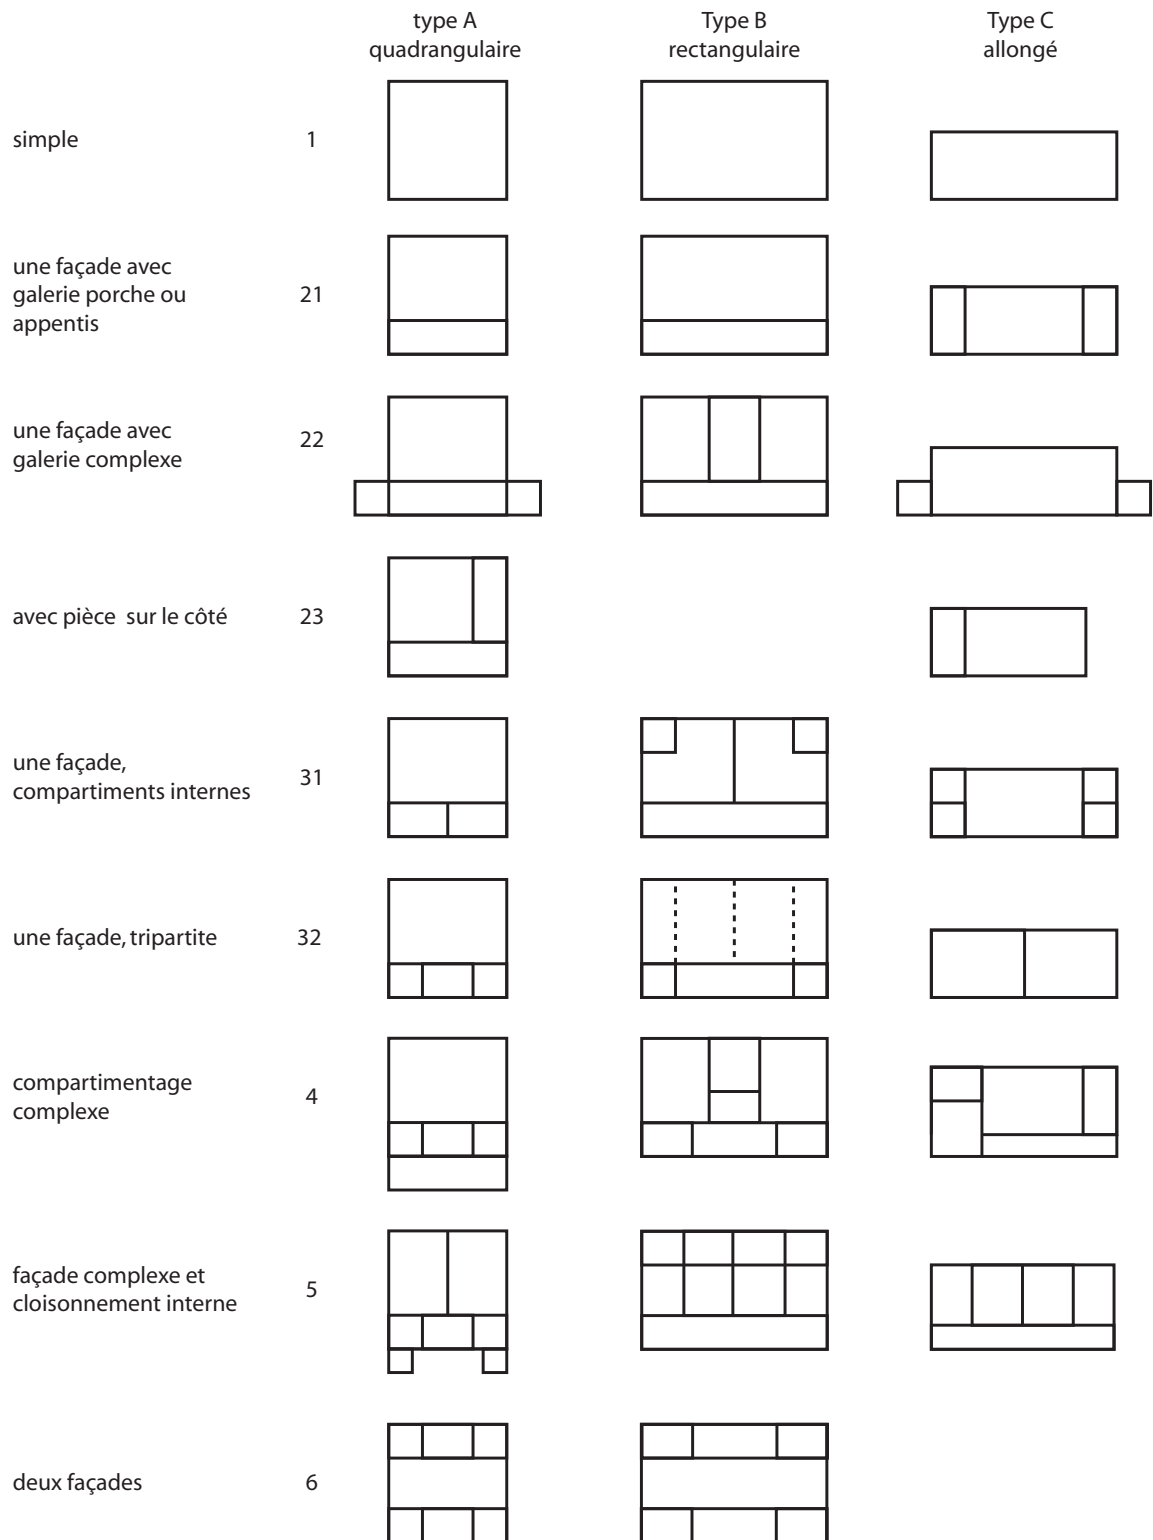 type A
quadrangulaire
Type B
rectangulaire
Type C
allongé
simple
1
une façade avec
galerie porche ou
appentis
21
une façade avec
galerie complexe
22
avec pièce sur le côté
23
une façade,
compartiments internes
31
une façade, tripartite
32
compartimentage
complexe
4
façade complexe et
cloisonnement interne
5
deux façades
6